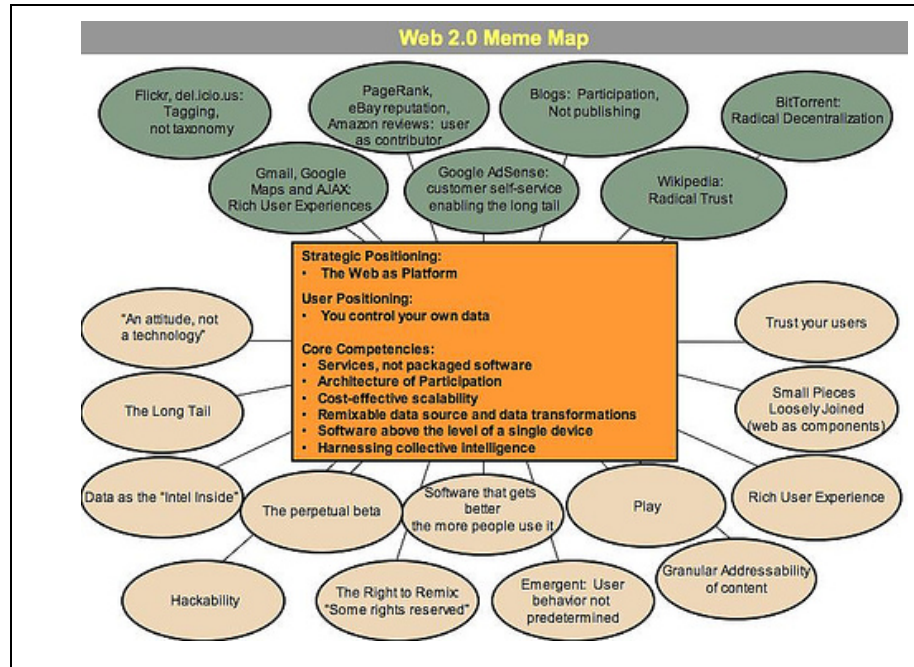 Web 2.0 Meme Map
Flickr, del.icio.us:
Tagging,
not taxonomy
PageRank,
eBay reputation,
Amazon reviews: user
as contributor
Blogs: Participation,
Not publishing
BitTorrent:
Radical Decentralization
Gmail, Google
Maps and AJAX:
Rich User Experiences
Google AdSense:
customer self-service
enabling the long tail
Wikipedia:
Radical Trust
Strategic Positioning:
• The Web as Platform
User Positioning:
• You control your own data
Core Competencies:
• Services, not packaged software
• Architecture of Participation
• Cost-effective scalability
• Remixable data source and data transformations
• Software above the level of a single device
• Harnessing collective intelligence
"An attitude, not
a technology"
Trust your users
The Long Tail
Small Pieces
Loosely Joined
(web as components)
Data as the "Intel Inside"
The perpetual beta
Software that gets
better
the more people use it
Play
Rich User Experience
Hackability
The Right to Remix:
"Some rights reserved"
Emergent: User
behavior not
predetermined
Granular Addressability
of content